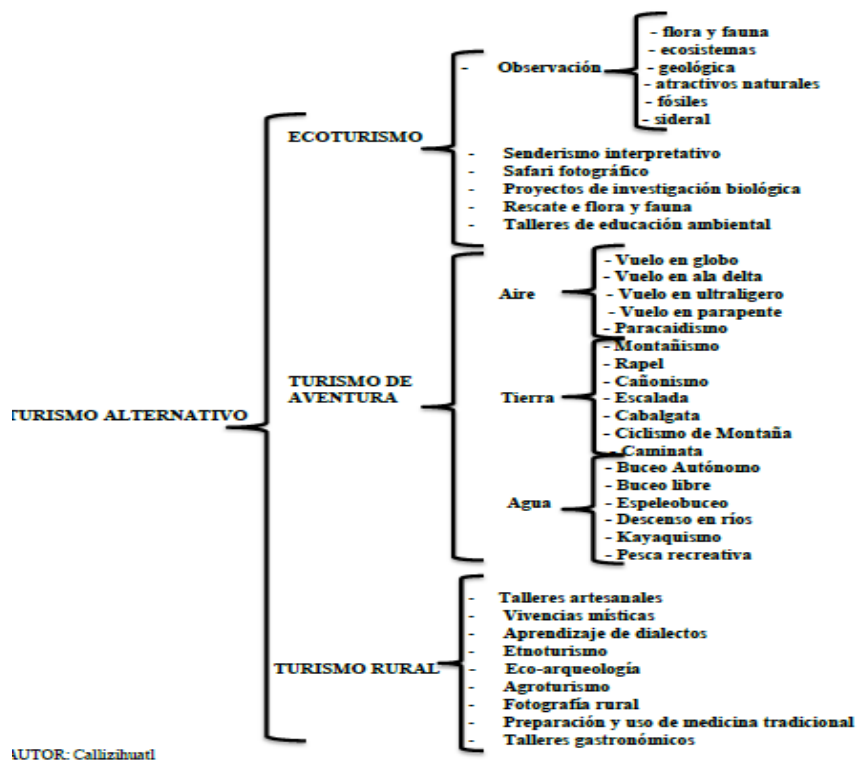 - flora y fauna
- ecosistemas
- Observación
- geológica
- atractivos naturales
- fósiles
- sideral
ECOTURISMO
- Senderismo interpretativo
- Safari fotográfico
- Proyectos de investigación biológica
- Rescate e flora y fauna
- Talleres de educación ambiental
- Vuelo en globo
- Vuelo en ala delta
Aire
- Vuelo en ultraligero
- Vuelo en parapente
- Paracaidismo
- Montañismo
- Rapel
TURISMO DE
AVENTURA
- Cañonismo
Tierra
- Escalada
- Cabalgata
TURISMO ALTERNATIVO
- Ciclismo de Montaña
- Caminata
- Buceo Autónomo
- Buceo libre
Agua
- Espeleobuceo
- Descenso en ríos
- Kayaquismo
- Pesca recreativa
- Talleres artesanales
- Vivencias místicas
- Aprendizaje de dialectos
- Etnoturismo
TURISMO RURAL
- Eco-arqueología
- Agroturismo
- Fotografía rural
- Preparación y uso de medicina tradicional
- Talleres gastronómicos
AUTOR: Callizihuatl